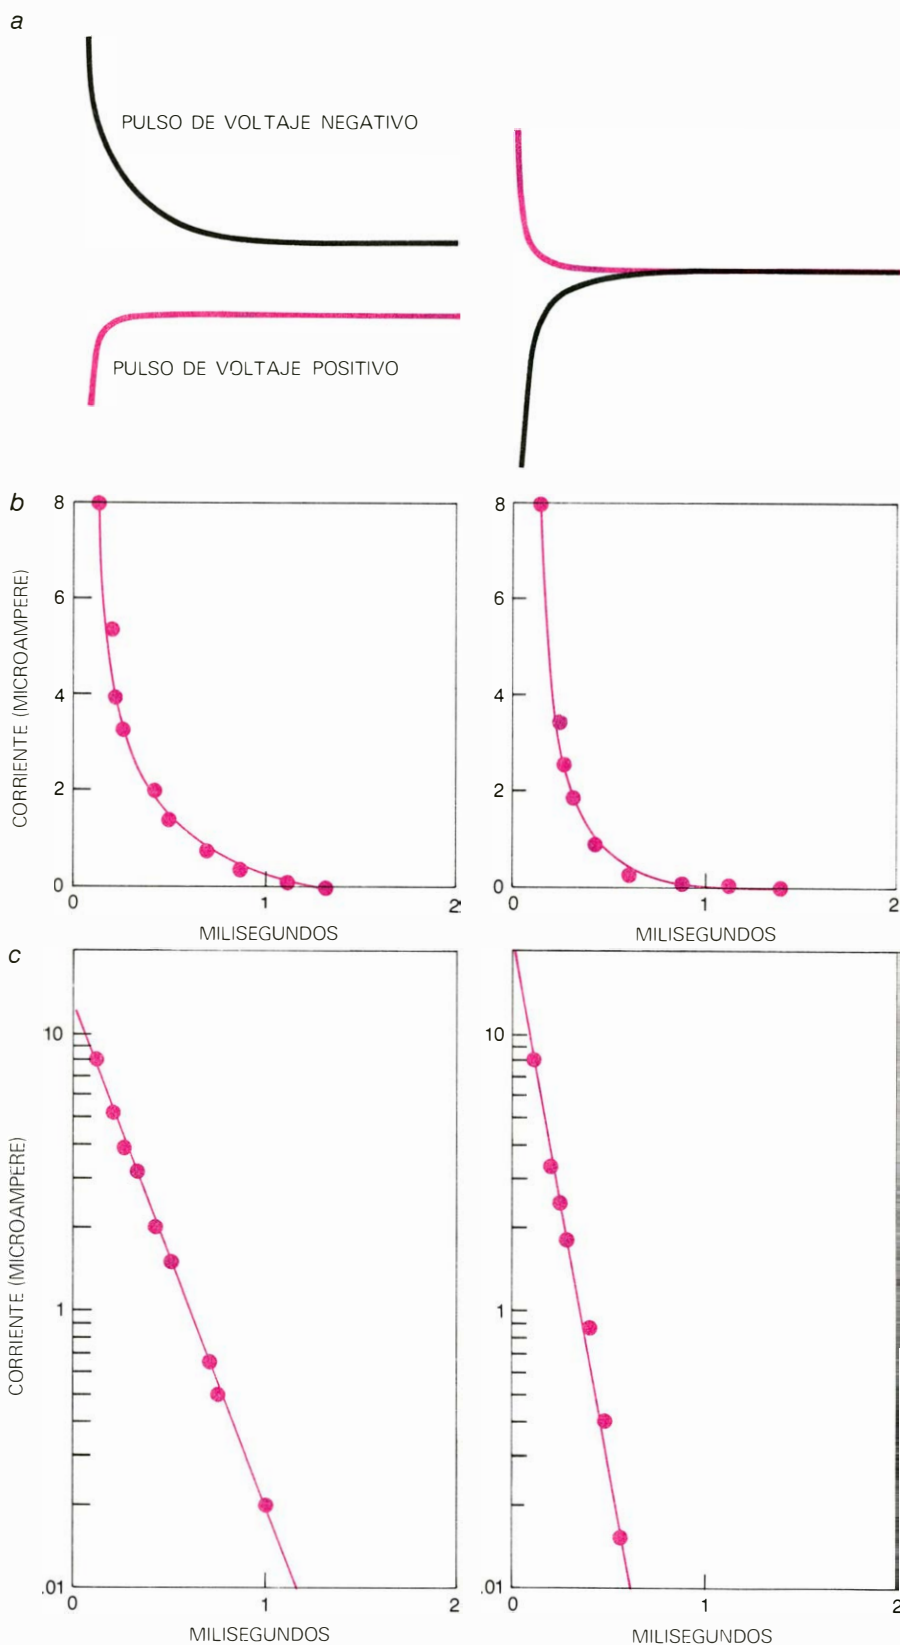 a
PULSO DE VOLTAJE NEGATIVO
PULSO DE VOLTAJE POSITIVO
b
CORRIENTE (MICROAMPERE)
8
6
4
2
0
0 1 2
MILISEGUNDOS
8
6
4
2
0
0 1 2
MILISEGUNDOS
c
CORRIENTE (MICROAMPERE)
10
1
.01
0 1 2
MILISEGUNDOS
10
1
.01
0 1 2
MILISEGUNDOS